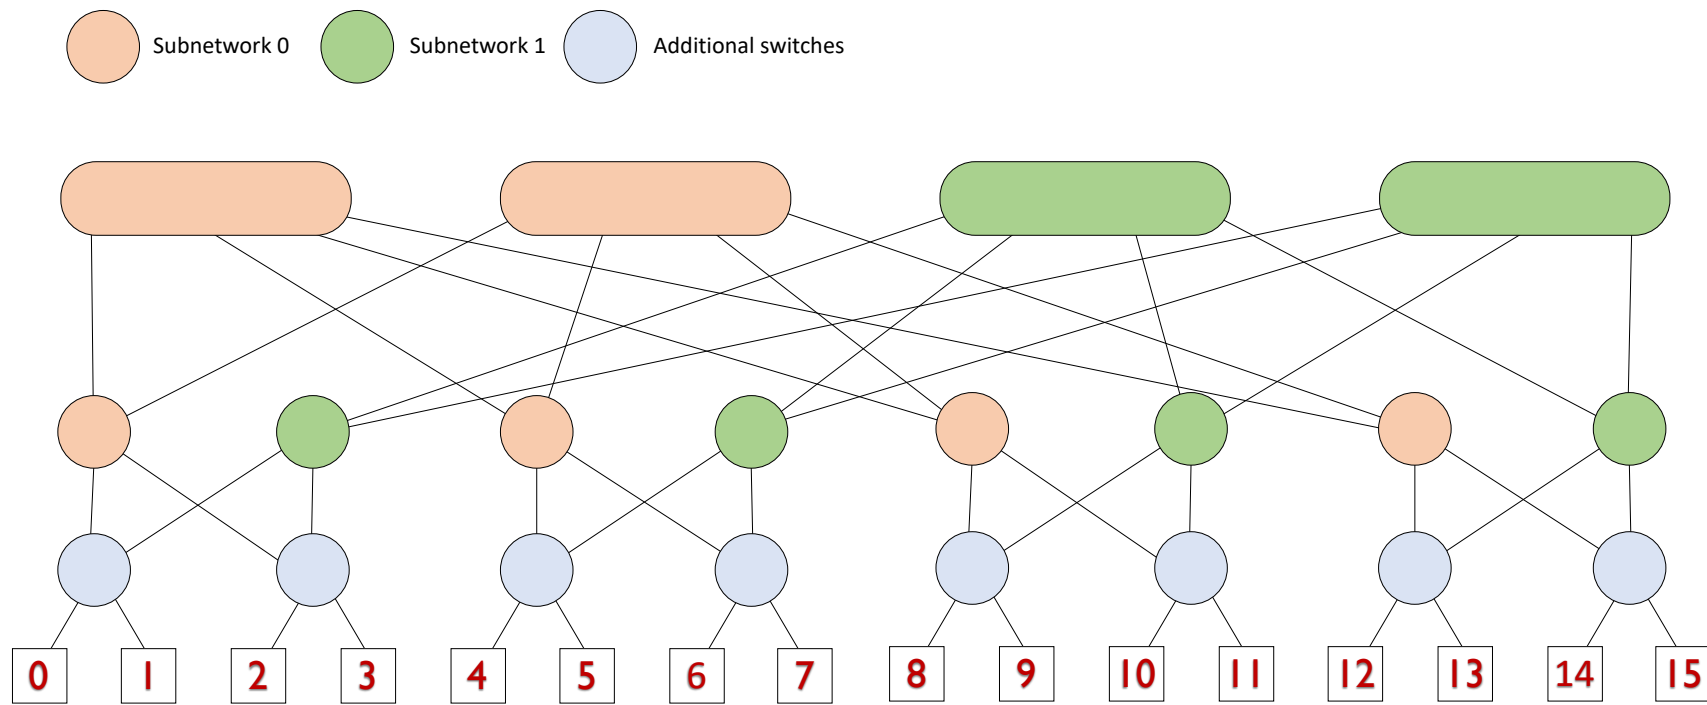 Subnetwork 0 Subnetwork 1 Additional switches
0 1 2 3 4 5 6 7 8 9 10 11 12 13 14 15